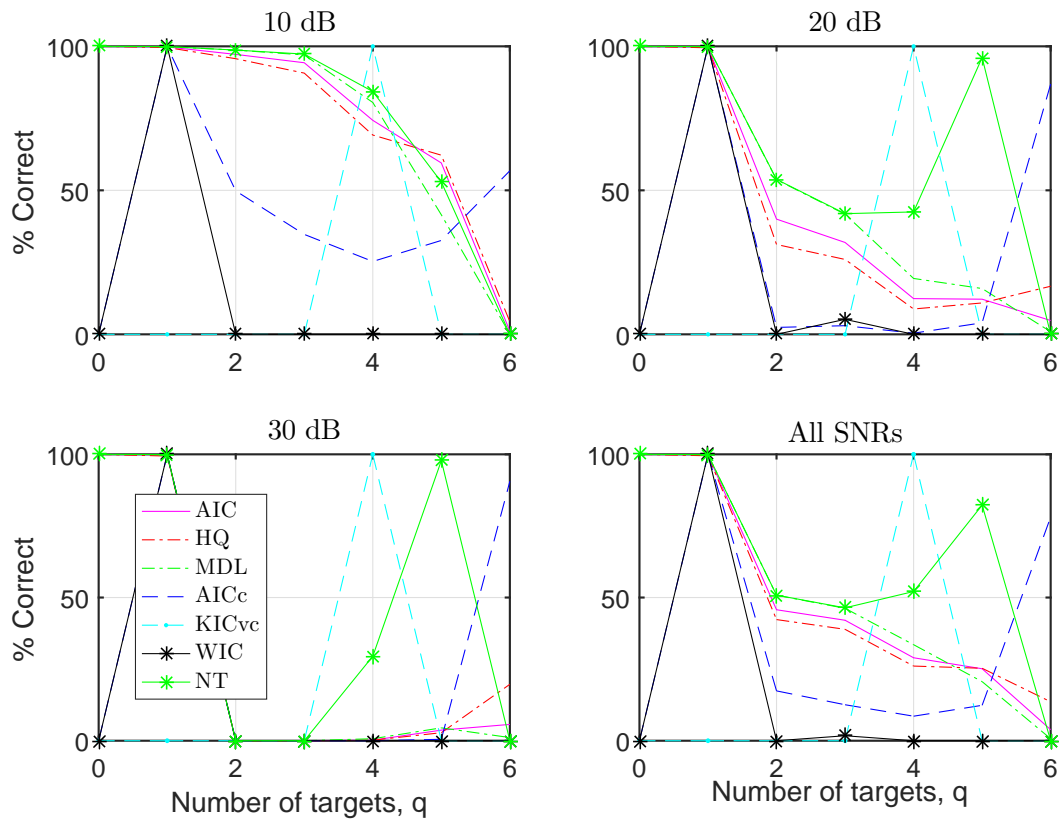 10 dB
% Correct
100
50
0
0 2 4 6
20 dB
100
50
0
0 2 4 6
30 dB
% Correct
100
50
0
AIC
HQ
MDL
AICc
KICvc
WIC
NT
0 2 4 6
Number of targets, q
All SNRs
100
50
0
0 2 4 6
Number of targets, q